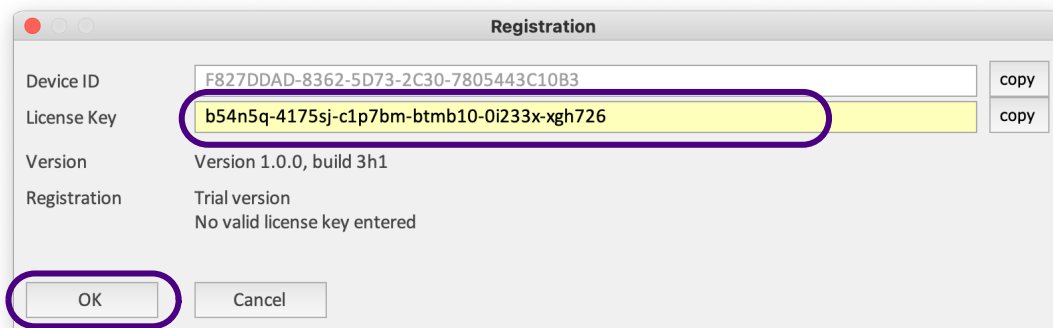 Registration
Device ID F827DDAD-8362-5D73-2C30-7805443C10B3 copy
License Key b54n5q-4175sj-c1p7bm-btmb10-0i233x-xgh726 copy
Version Version 1.0.0, build 3h1
Registration Trial version
No valid license key entered
OK Cancel